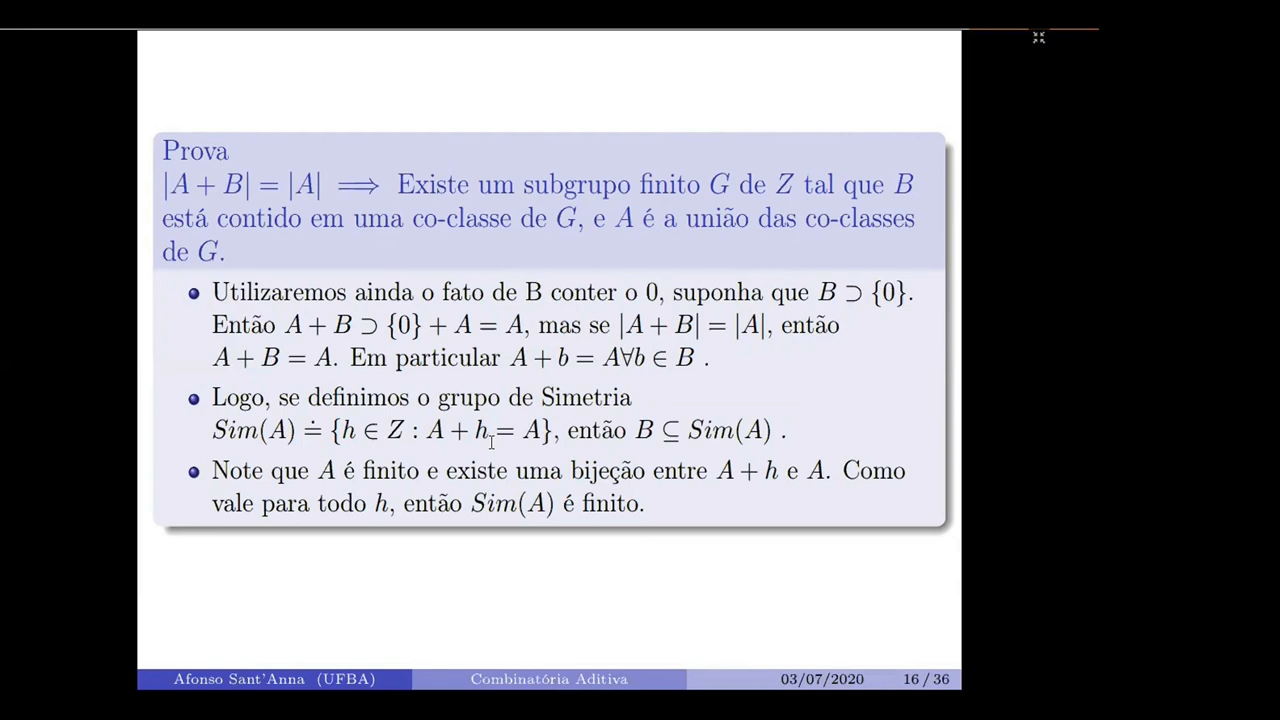 Prova
|A + B| = |A| ⟹ Existe um subgrupo finito G de Z tal que B
está contido em uma co-classe de G, e A é a união das co-classes
de G.
Utilizaremos ainda o fato de B conter o 0, suponha que B ⊃ {0}.
Então A + B ⊃ {0} + A = A, mas se |A + B| = |A|, então
A + B = A. Em particular A + b = A∀b ∈ B .
Logo, se definimos o grupo de Simetria
Sim(A) ≐ {h ∈ Z : A + h = A}, então B ⊆ Sim(A) .
Note que A é finito e existe uma bijeção entre A + h e A. Como
vale para todo h, então Sim(A) é finito.
Afonso Sant'Anna (UFBA) Combinatória Aditiva 03/07/2020 16 / 36